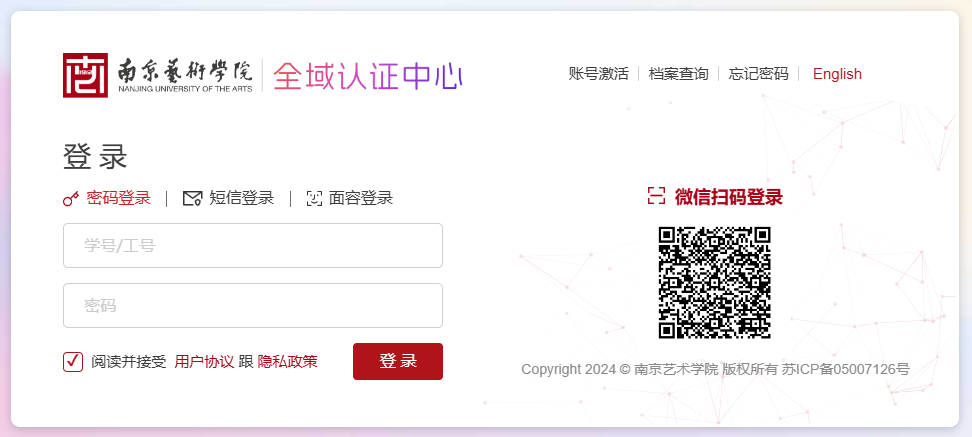 南京藝術學院 全域认证中心
NANJING UNIVERSITY OF THE ARTS
账号激活 档案查询 忘记密码 English
登 录
密码登录 短信登录 面容登录
学号/工号
密码
阅读并接受 用户协议 跟 隐私政策
登 录
微信扫码登录
Copyright 2024 © 南京艺术学院 版权所有 苏ICP备05007126号